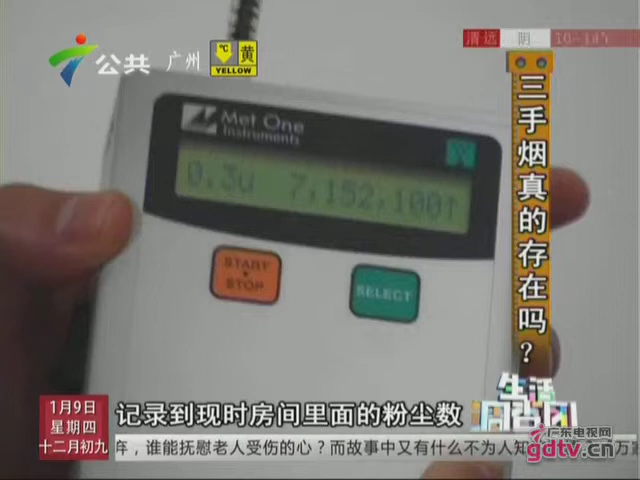 公共
广州
黄
YELLOW
清远
阴
三手烟真的存在吗？
Met One
Instruments
0.3u 7,152,100↑
START
STOP
SELECT
生活调查团
1月9日
星期四
十二月初九
记录到现时房间里面的粉尘数
谁能抚慰老人受伤的心？而故事中又有什么不为人知
广东电视网
gdtv.cn